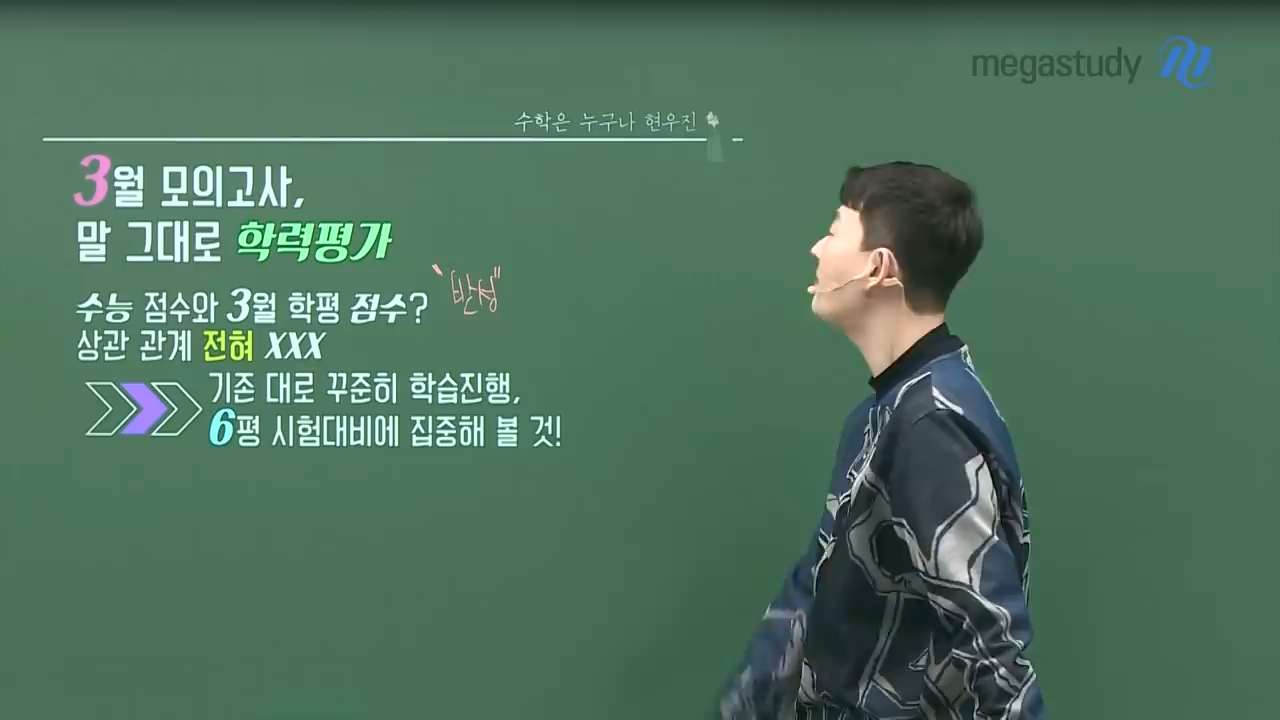 megastudy
수학은 누구나 현우진
3월 모의고사,
말 그대로 학력평가
"반성"
수능 점수와 3월 학평 점수?
상관 관계 전혀 XXX
기존 대로 꾸준히 학습진행,
6평 시험대비에 집중해 볼 것!